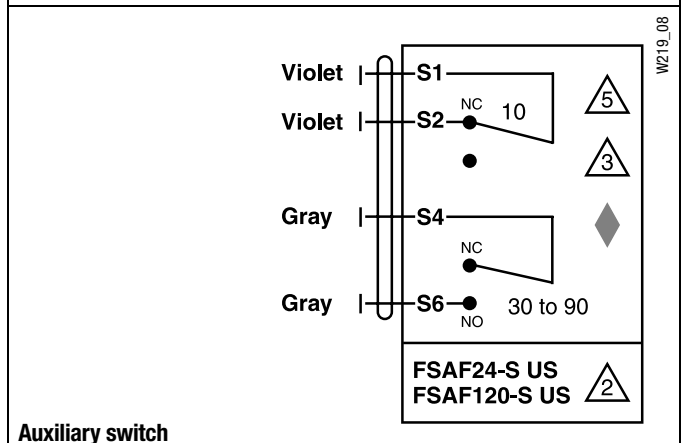 W219_08
Violet S1
5
NC 10
Violet S2
3
Gray S4
NC
Gray S6 30 to 90
NO
FSAF24-S US
FSAF120-S US
2
Auxiliary switch